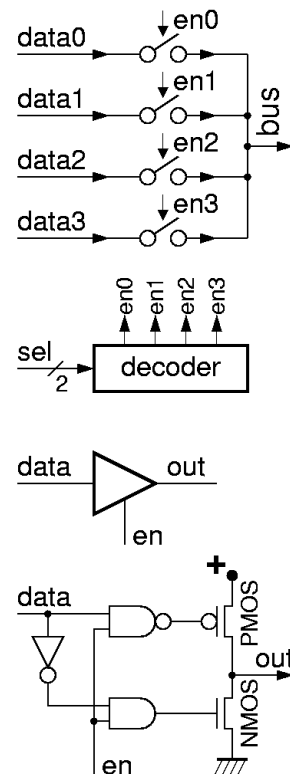 en0
data0
en1
data1
bus
en2
data2
en3
data3
en0 en1 en2 en3
sel
2
decoder
data out
en
+
data
PMOS
out
NMOS
en